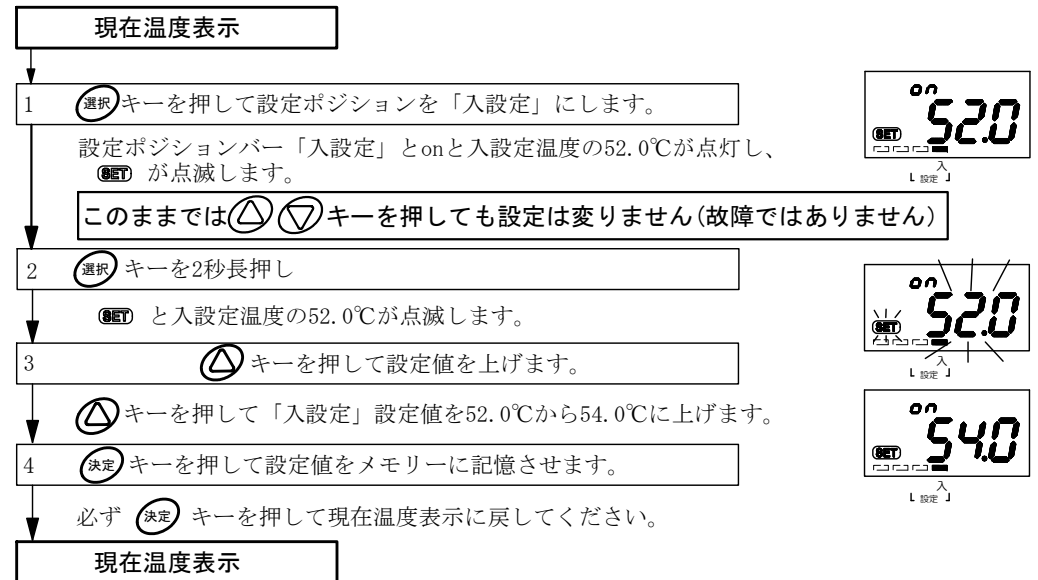 現在温度表示
1 選択キーを押して設定ポジションを「入設定」にします。
設定ポジションバー「入設定」とonと入設定温度の52.0℃が点灯し、
SET が点滅します。
on
52.0
SET
入
設定
このままでは△▽キーを押しても設定は変りません(故障ではありません)
2 選択キーを2秒長押し
SET と入設定温度の52.0℃が点滅します。
on
52.0
SET
入
設定
3 △キーを押して設定値を上げます。
△キーを押して「入設定」設定値を52.0℃から54.0℃に上げます。
on
54.0
SET
入
設定
4 決定キーを押して設定値をメモリーに記憶させます。
必ず 決定 キーを押して現在温度表示に戻してください。
現在温度表示